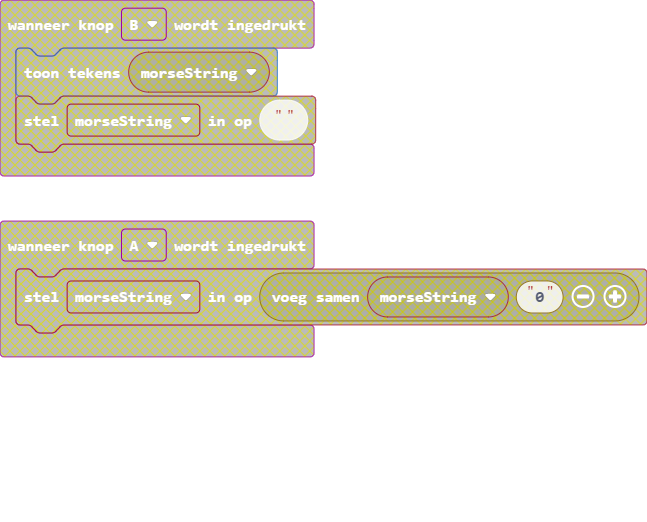 wanneer knop B wordt ingedrukt
toon tekens morseString
stel morseString in op " "
wanneer knop A wordt ingedrukt
stel morseString in op voeg samen morseString "0"